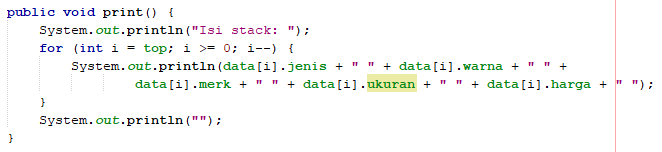 public void print() {
System.out.println("Isi stack: ");
for (int i = top; i >= 0; i--) {
System.out.println(data[i].jenis + " " + data[i].warna + " " +
data[i].merk + " " + data[i].ukuran + " " + data[i].harga + " ");
}
System.out.println("");
}